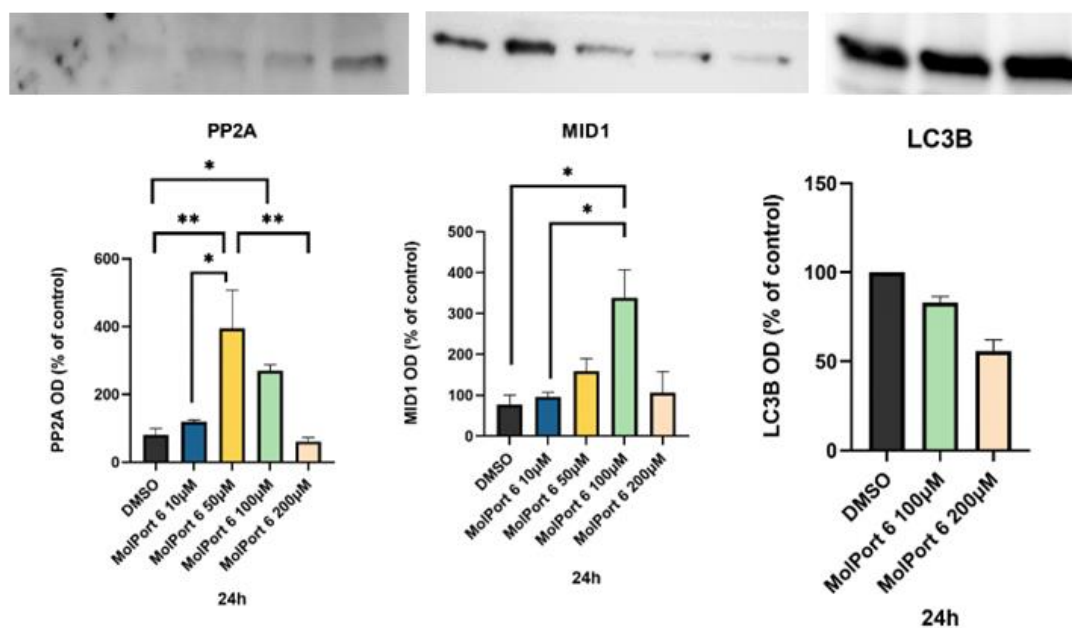 PP2A
*
**
**
*
PP2A OD (% of control)
600
400
200
0
DMSO
MolPort 6 10µM
MolPort 6 50µM
MolPort 6 100µM
MolPort 6 200µM
24h
MID1
*
*
MID1 OD (% of control)
500
400
300
200
100
0
DMSO
MolPort 6 10µM
MolPort 6 50µM
MolPort 6 100µM
MolPort 6 200µM
24h
LC3B
LC3B OD (% of control)
150
100
50
0
DMSO
MolPort 6 100µM
MolPort 6 200µM
24h